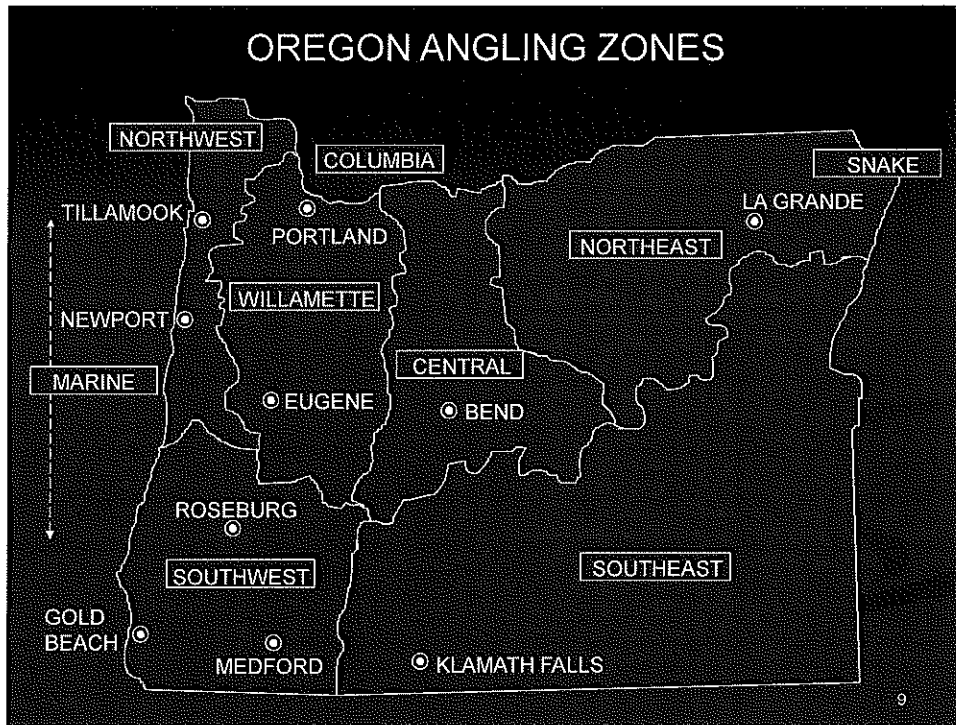 OREGON ANGLING ZONES
NORTHWEST
COLUMBIA
SNAKE
TILLAMOOK
PORTLAND
LA GRANDE
NORTHEAST
WILLAMETTE
NEWPORT
CENTRAL
MARINE
EUGENE
BEND
ROSEBURG
SOUTHWEST
SOUTHEAST
GOLD
BEACH
MEDFORD
KLAMATH FALLS
9